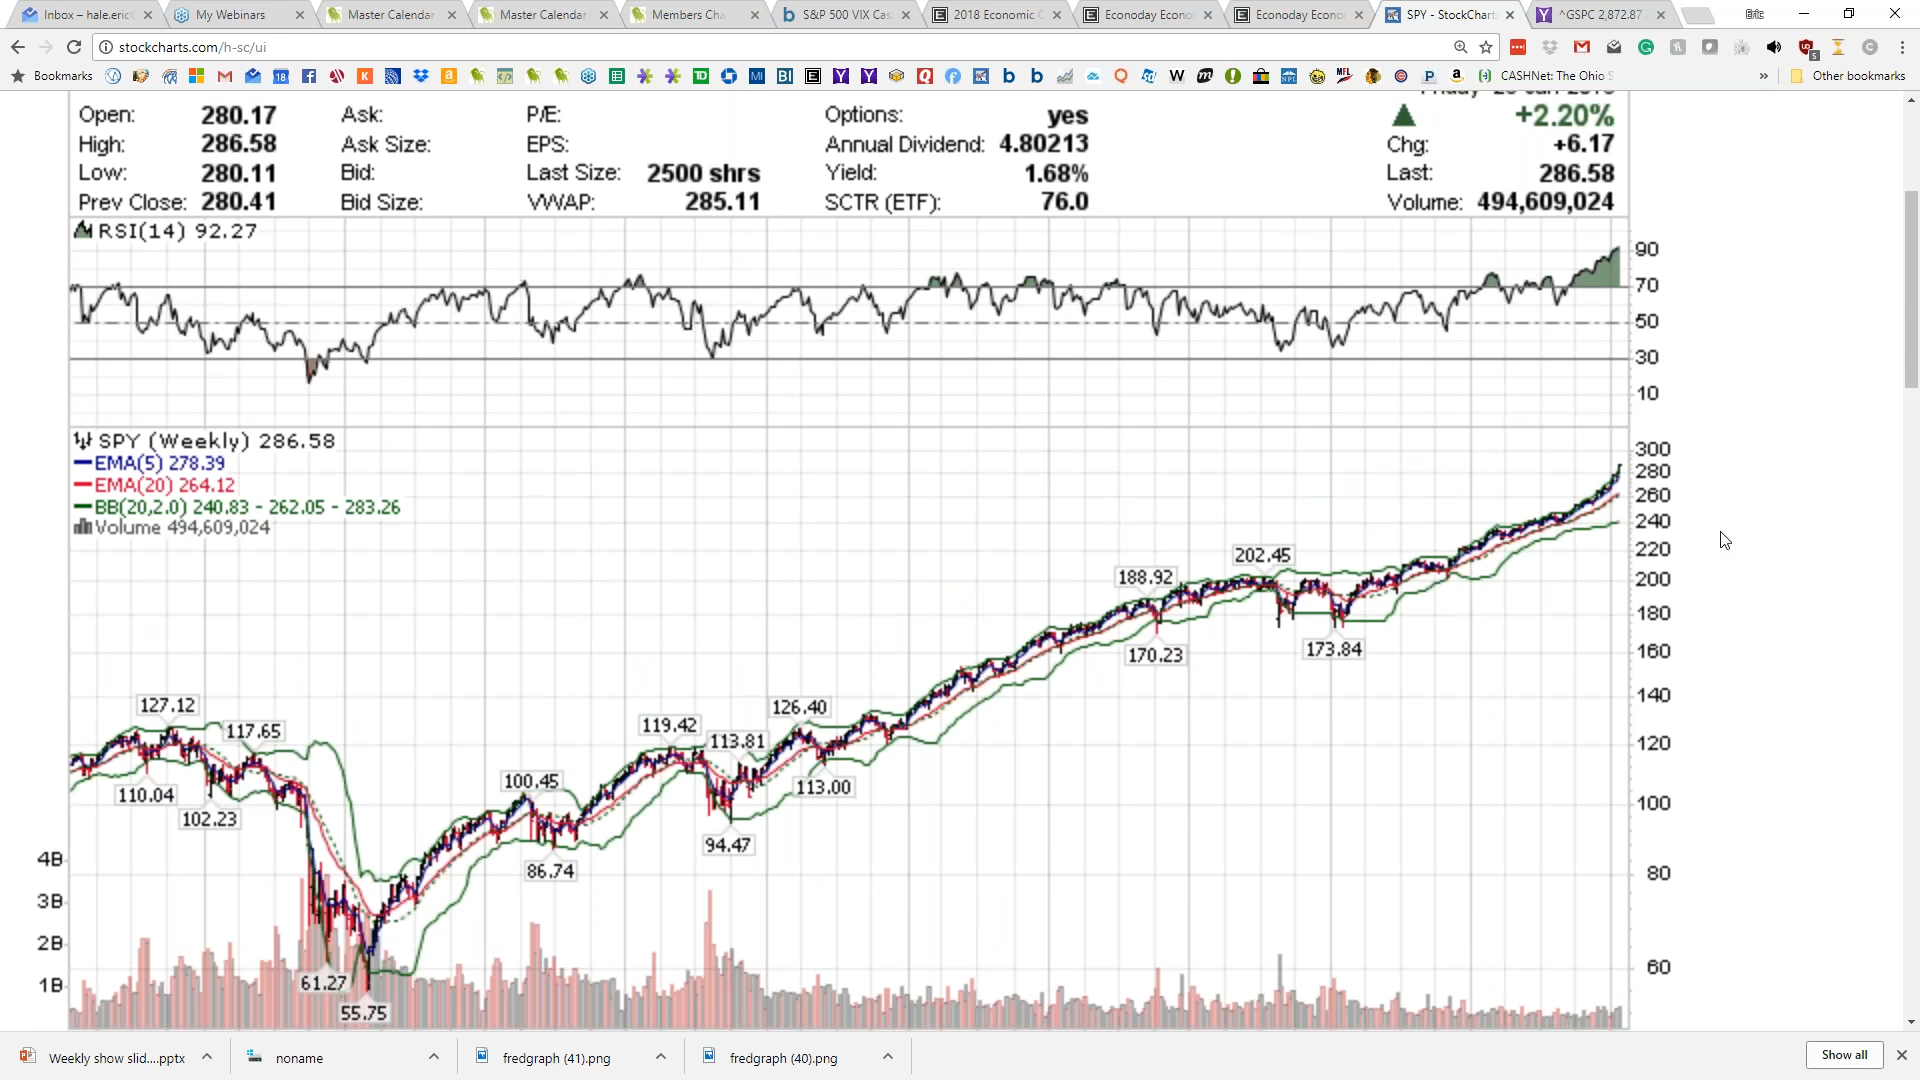 Inbox – hale.eric
My Webinars
Master Calendar
Master Calendar
Members Cha
S&P 500 VIX Cas
2018 Economic C
Econoday Econo
Econoday Econo
SPY - StockCharts
^GSPC 2,872.87
Eric
stockcharts.com/h-sc/ui
Bookmarks
CASHNet: The Ohio S
»
Other bookmarks
Open: 280.17 Ask: P/E: Options: yes +2.20%
High: 286.58 Ask Size: EPS: Annual Dividend: 4.80213 Chg: +6.17
Low: 280.11 Bid: Last Size: 2500 shrs Yield: 1.68% Last: 286.58
Prev Close: 280.41 Bid Size: VWAP: 285.11 SCTR (ETF): 76.0 Volume: 494,609,024
RSI(14) 92.27
90
70
50
30
10
SPY (Weekly) 286.58
EMA(5) 278.39
EMA(20) 264.12
BB(20,2.0) 240.83 - 262.05 - 283.26
Volume 494,609,024
300
280
260
240
220
200
180
160
140
120
100
80
60
202.45
188.92
170.23
173.84
127.12
117.65
119.42
113.81
126.40
110.04
102.23
100.45
113.00
94.47
86.74
61.27
55.75
4B
3B
2B
1B
Weekly show slid....pptx
noname
fredgraph (41).png
fredgraph (40).png
Show all